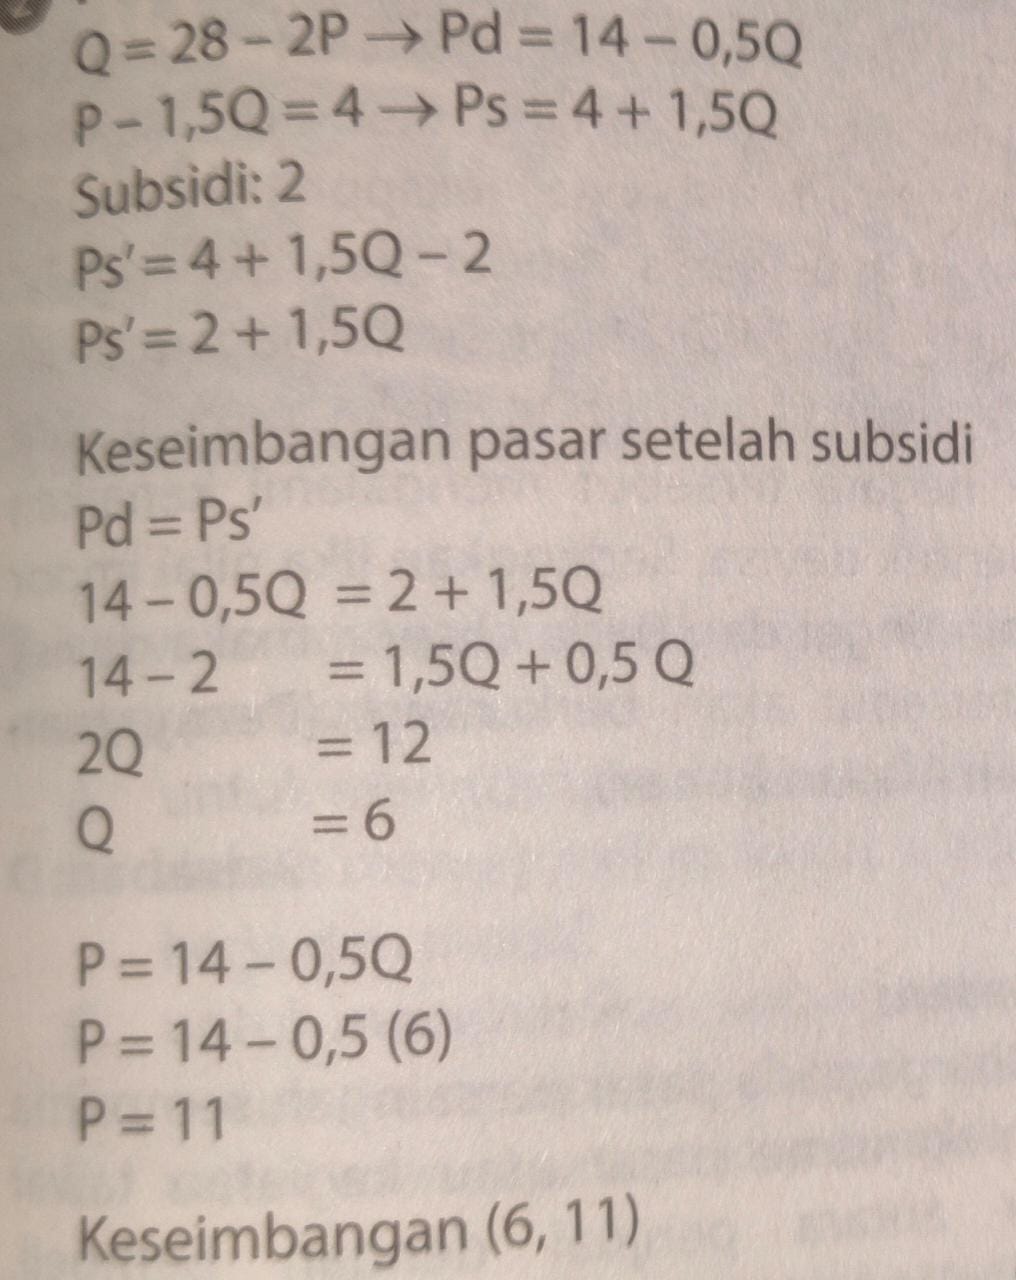 Q = 28 – 2P → Pd = 14 – 0,5Q
P – 1,5Q = 4 → Ps = 4 + 1,5Q
Subsidi: 2
Ps' = 4 + 1,5Q – 2
Ps' = 2 + 1,5Q
Keseimbangan pasar setelah subsidi
Pd = Ps'
14 – 0,5Q = 2 + 1,5Q
14 – 2 = 1,5Q + 0,5 Q
2Q = 12
Q = 6
P = 14 – 0,5Q
P = 14 – 0,5 (6)
P = 11
Keseimbangan (6, 11)